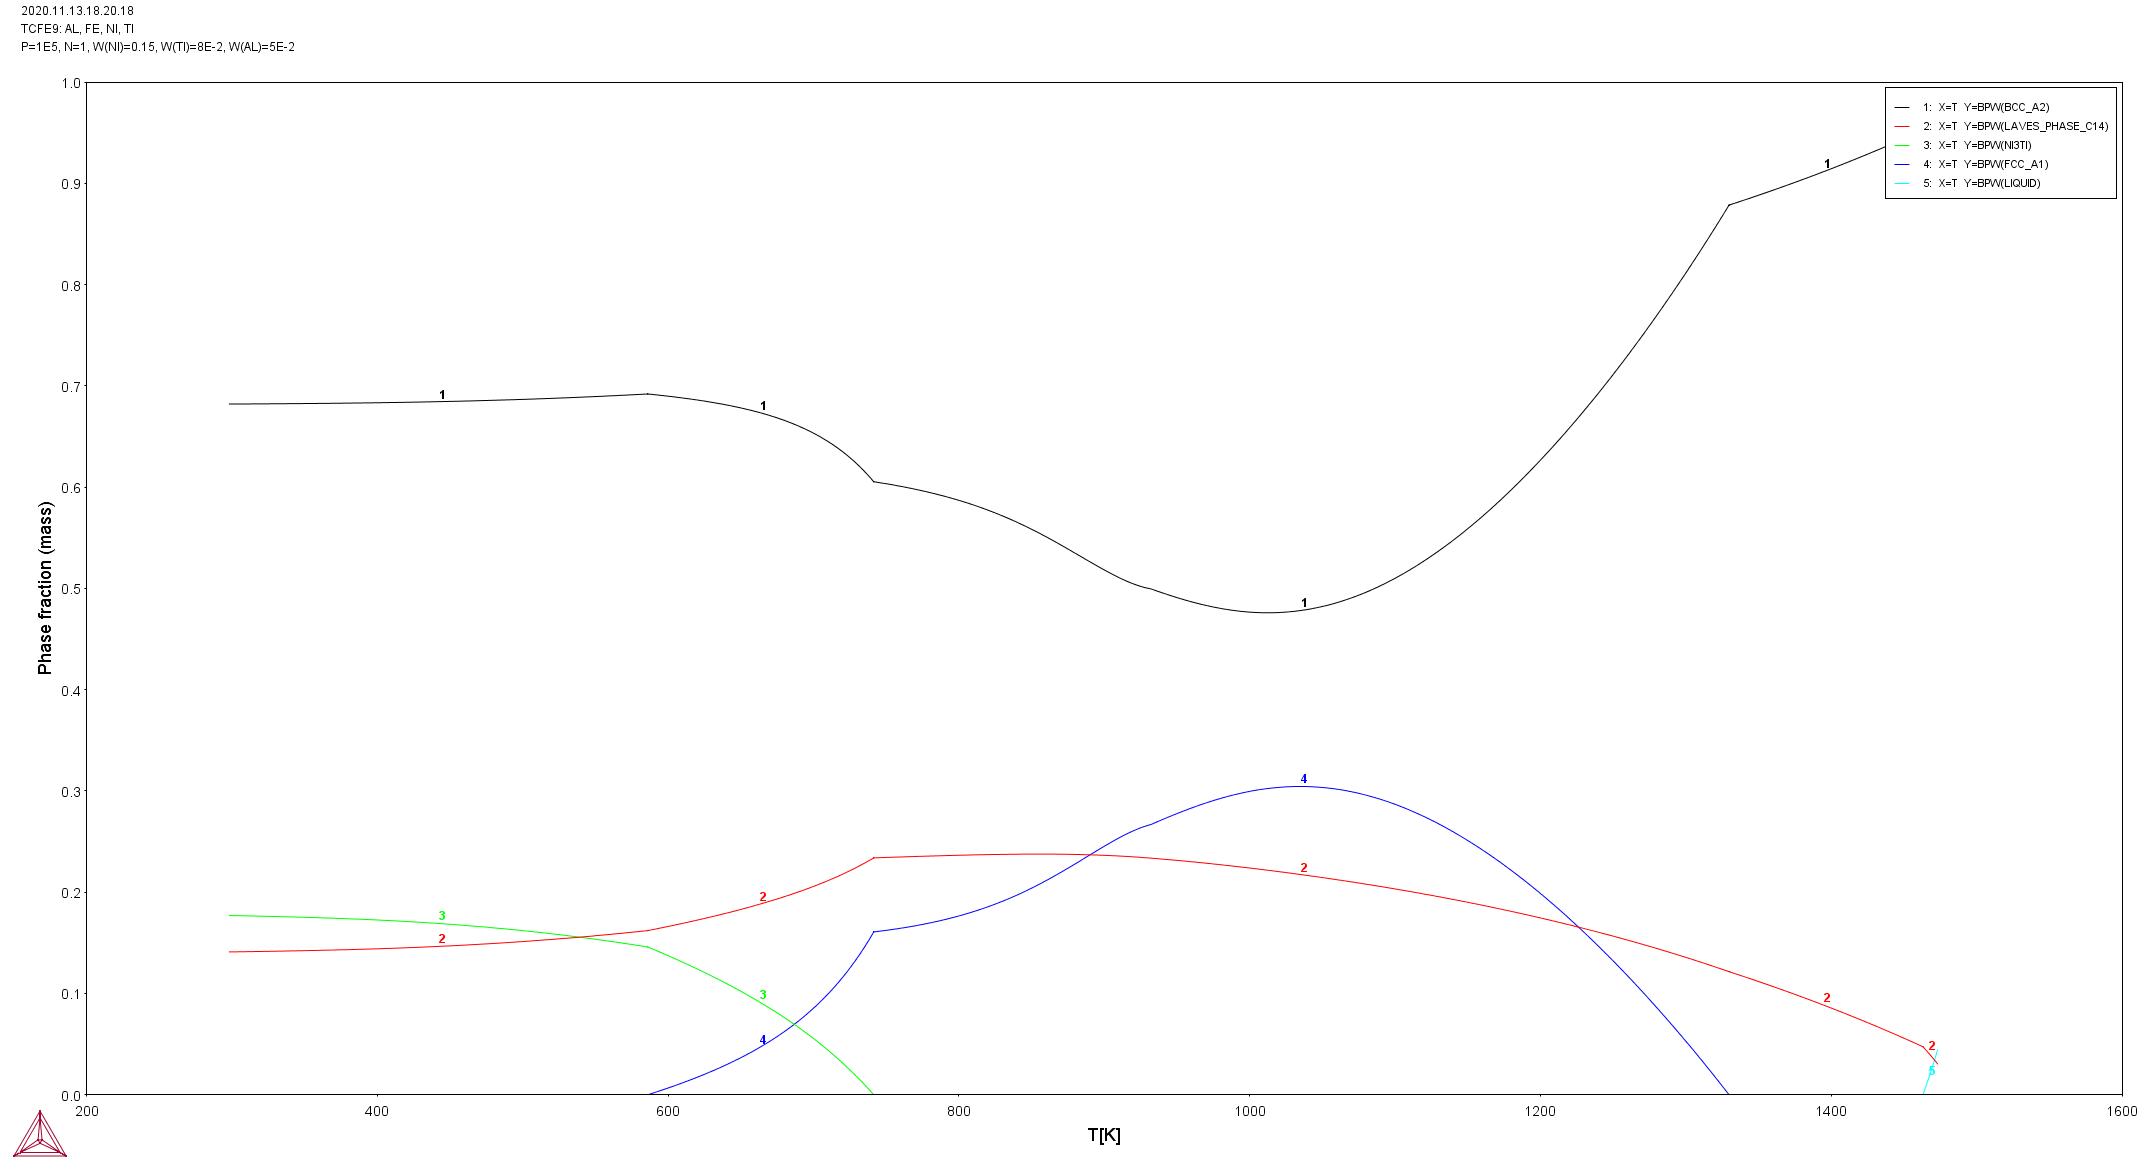 2020.11.13.18.20.18
TCFE9: AL, FE, NI, TI
P=1E5, N=1, W(NI)=0.15, W(TI)=8E-2, W(AL)=5E-2
1: X=T Y=BPW(BCC_A2)
2: X=T Y=BPW(LAVES_PHASE_C14)
3: X=T Y=BPW(NI3TI)
4: X=T Y=BPW(FCC_A1)
5: X=T Y=BPW(LIQUID)
Phase fraction (mass)
1.0
0.9
0.8
0.7
0.6
0.5
0.4
0.3
0.2
0.1
0.0
1
1
1
1
4
2
2
3
2
3
4
2
2
5
200 400 600 800 1000 1200 1400 1600
T[K]